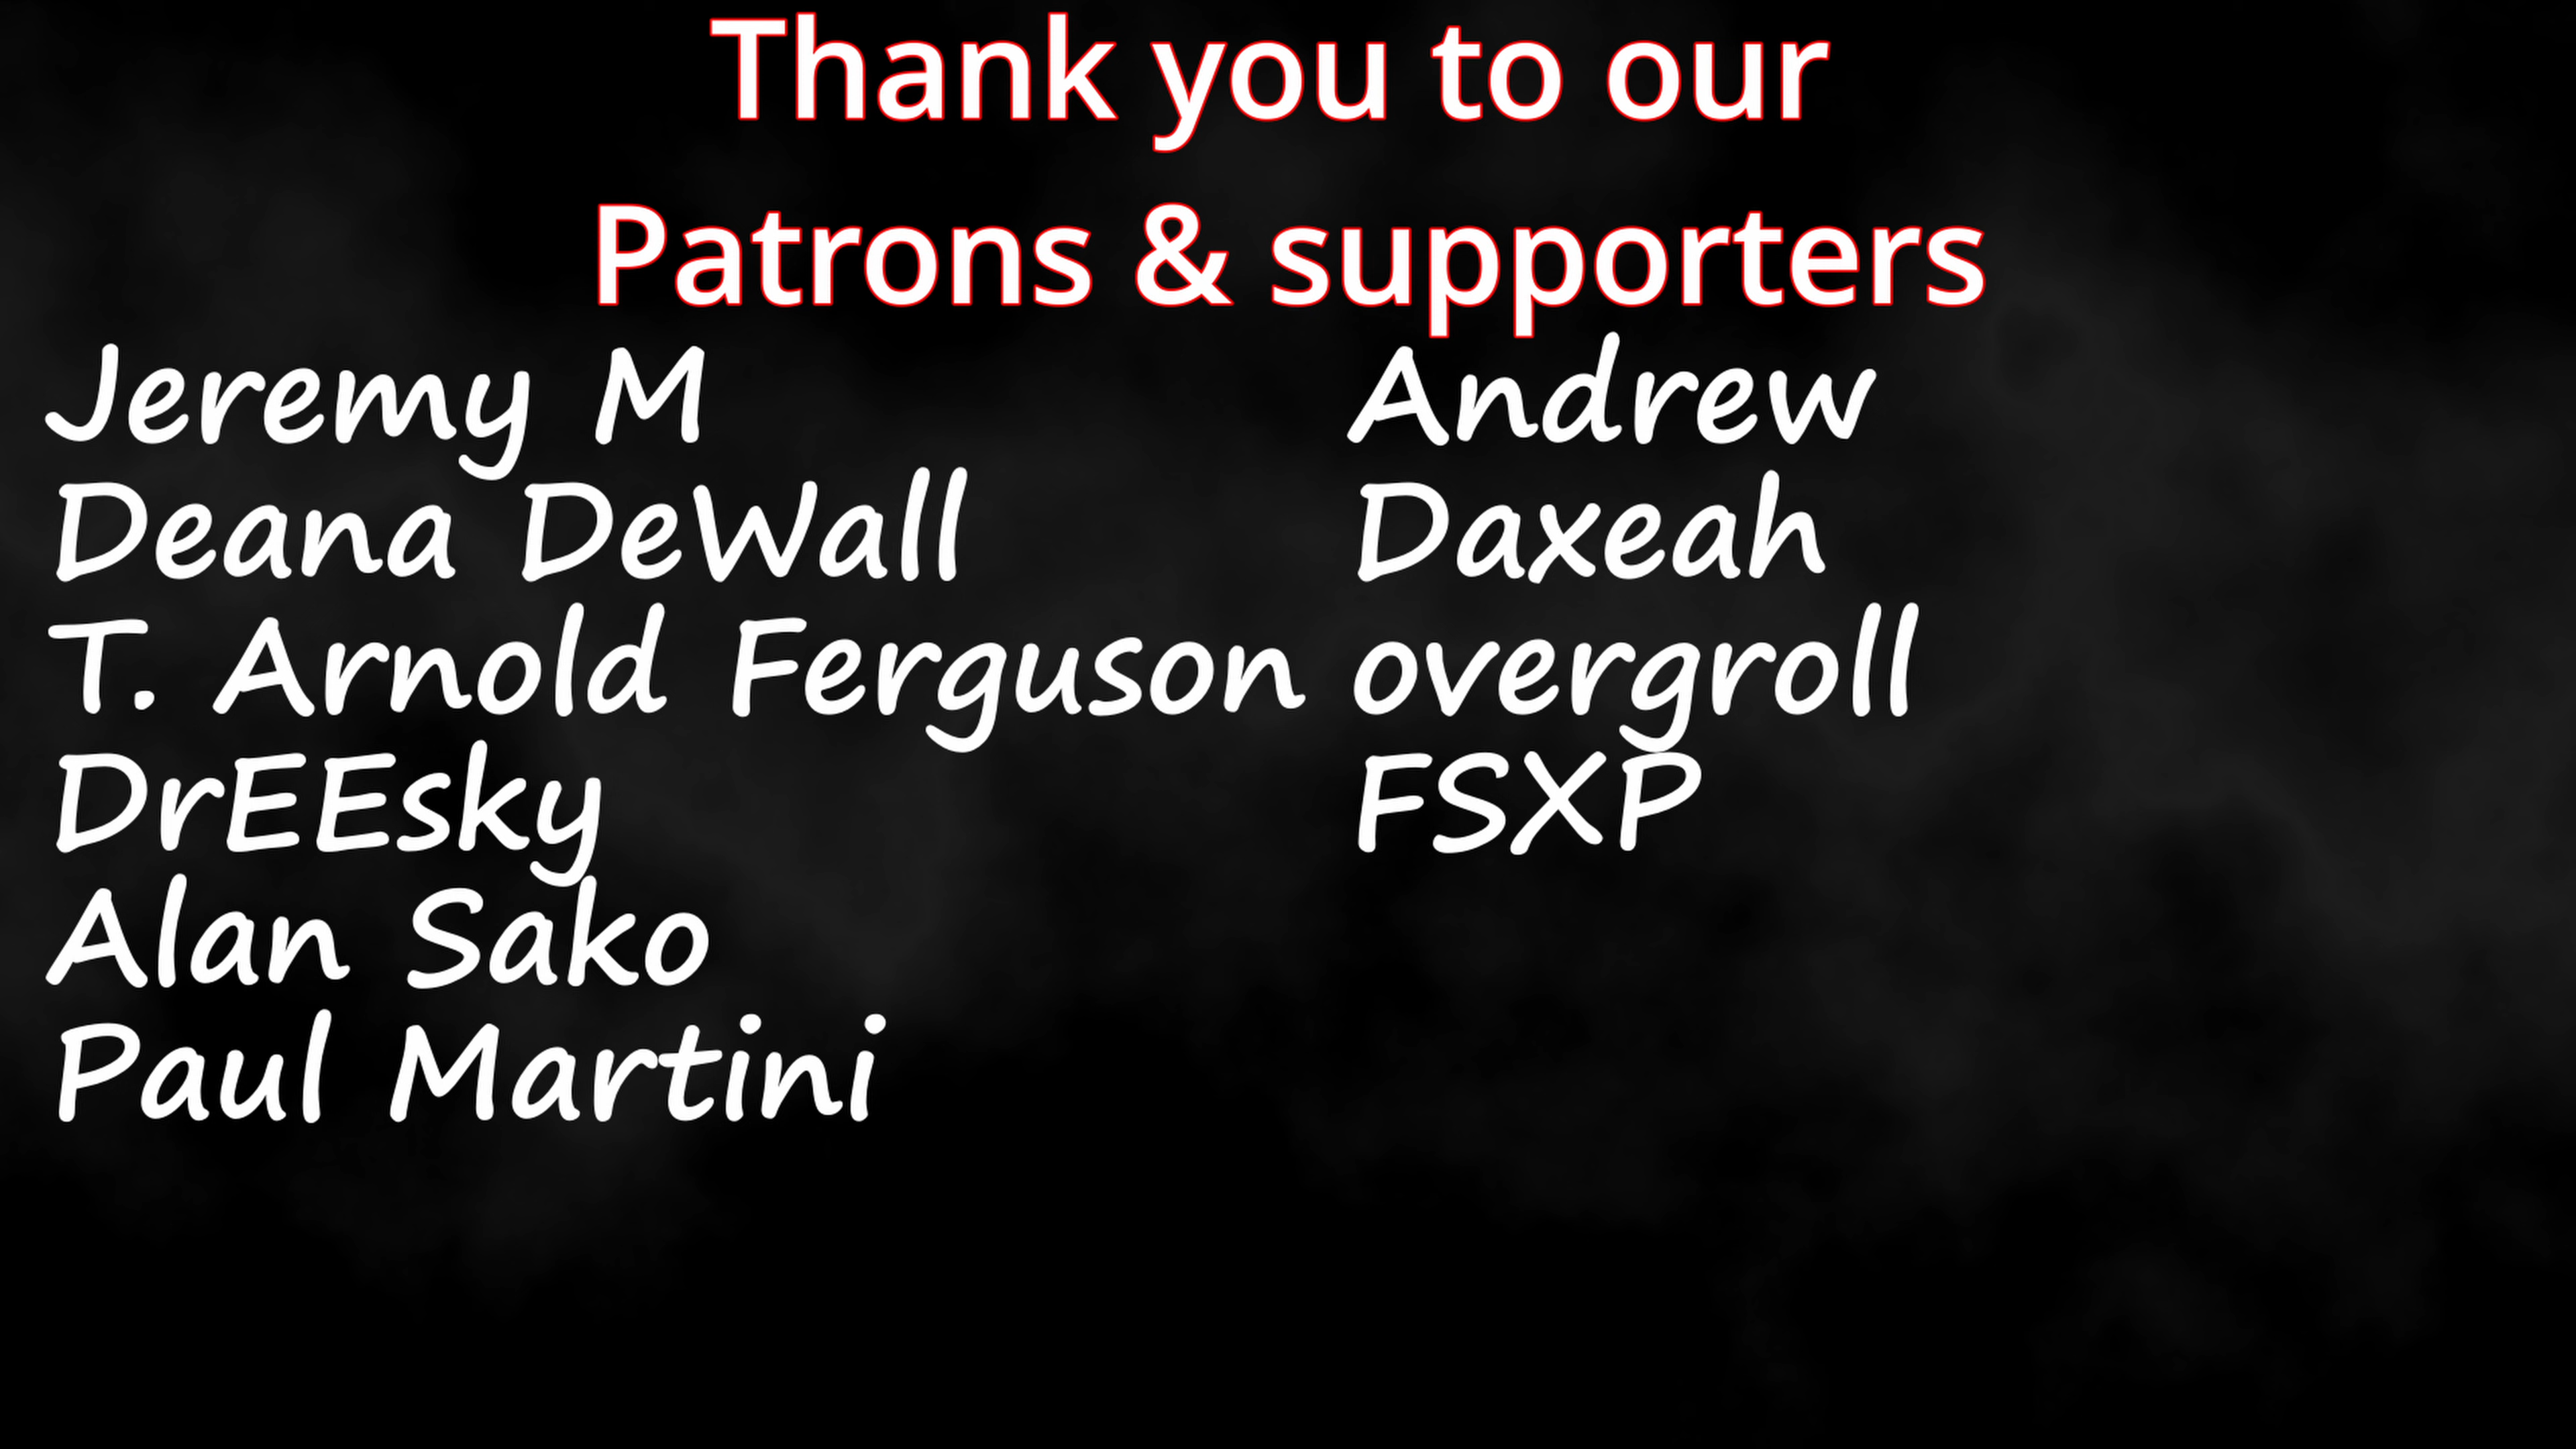 Thank you to our
Patrons & supporters
Jeremy M
Deana DeWall
T. Arnold Ferguson
DrEEsky
Alan Sako
Paul Martini
Andrew
Daxeah
overgroll
FSXP